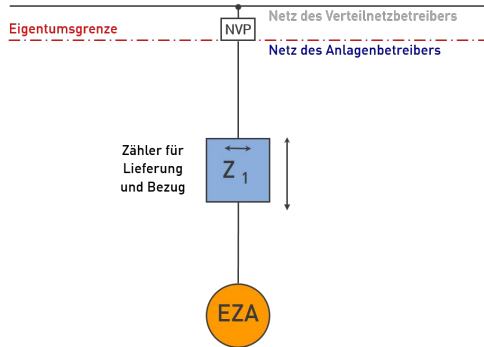 Netz des Verteilnetzbetreibers
Eigentumsgrenze
NVP
Netz des Anlagenbetreibers
Zähler für
Lieferung
und Bezug
Z 1
EZA